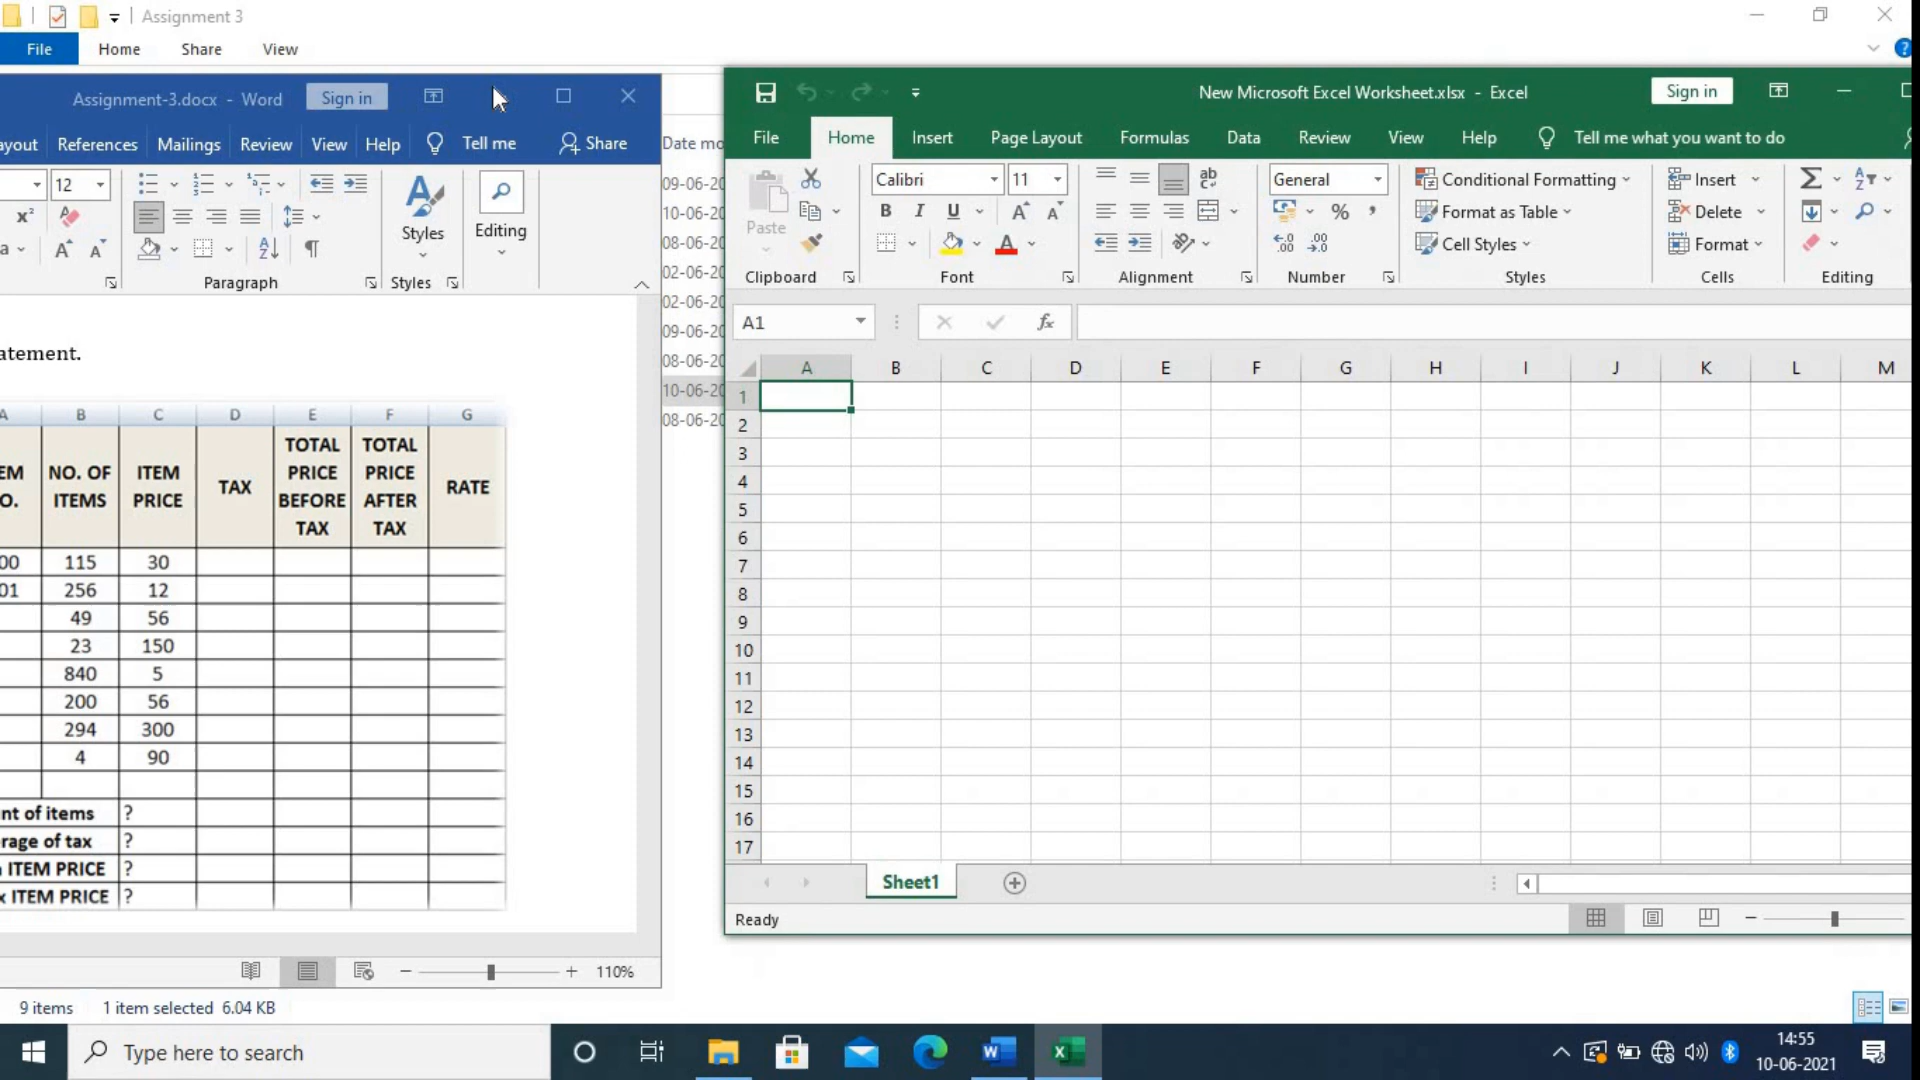 Assignment 3
File Home Share View
Assignment-3.docx - Word Sign in
ayout References Mailings Review View Help Tell me Share
12
Styles
Editing
Paragraph Styles
atement.
A B C D E F G
EM
O.
NO. OF
ITEMS
ITEM
PRICE
TAX
TOTAL
PRICE
BEFORE
TAX
TOTAL
PRICE
AFTER
TAX
RATE
00 115 30
01 256 12
49 56
23 150
840 5
200 56
294 300
4 90
nt of items ?
rage of tax ?
ITEM PRICE ?
x ITEM PRICE ?
110%
9 items 1 item selected 6.04 KB
Date mo
09-06-20
10-06-20
08-06-20
02-06-20
02-06-20
09-06-20
08-06-20
10-06-20
08-06-20
New Microsoft Excel Worksheet.xlsx - Excel Sign in
File Home Insert Page Layout Formulas Data Review View Help Tell me what you want to do
Paste
Calibri 11
B I U
General
Conditional Formatting
Format as Table
Cell Styles
Insert
Delete
Format
Clipboard Font Alignment Number Styles Cells Editing
A1 fx
A B C D E F G H I J K L M
1
2
3
4
5
6
7
8
9
10
11
12
13
14
15
16
17
Sheet1
Ready
Type here to search
14:55
10-06-2021